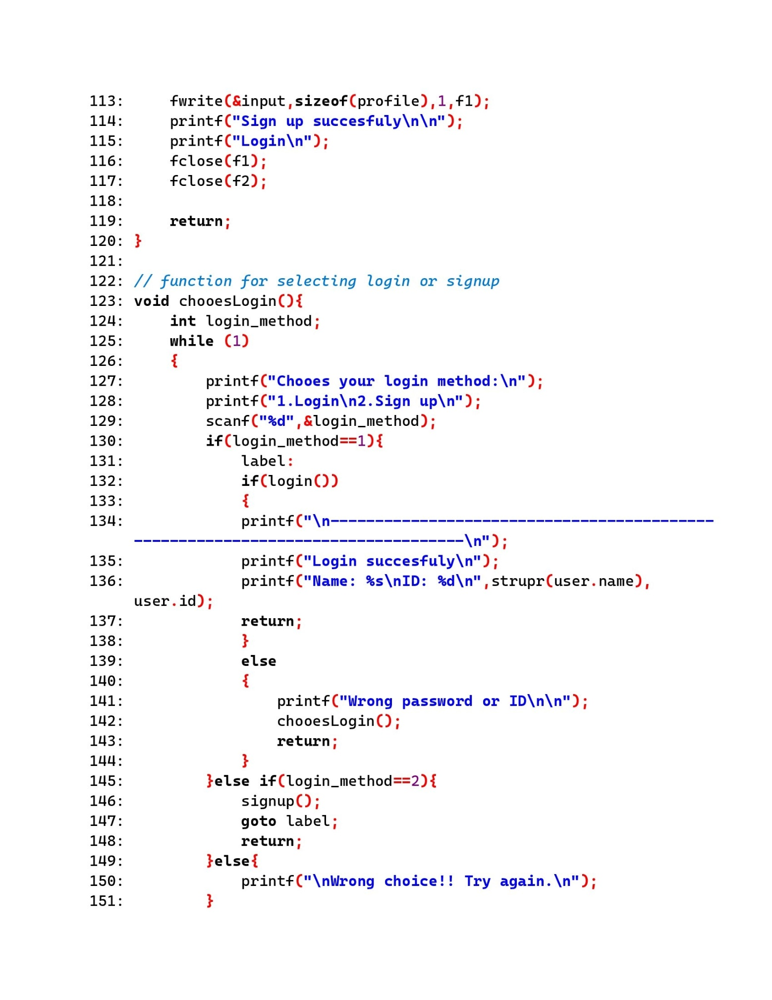 113:     fwrite(&input,sizeof(profile),1,f1);
114:     printf("Sign up succesfuly\n\n");
115:     printf("Login\n");
116:     fclose(f1);
117:     fclose(f2);
118:
119:     return;
120: }
121:
122: // function for selecting login or signup
123: void chooesLogin(){
124:     int login_method;
125:     while (1)
126:     {
127:         printf("Chooes your login method:\n");
128:         printf("1.Login\n2.Sign up\n");
129:         scanf("%d",&login_method);
130:         if(login_method==1){
131:             label:
132:             if(login())
133:             {
134:             printf("\n-------------------------------------------
-------------------------------------\n");
135:             printf("Login succesfuly\n");
136:             printf("Name: %s\nID: %d\n",strupr(user.name),
user.id);
137:             return;
138:             }
139:             else
140:             {
141:                 printf("Wrong password or ID\n\n");
142:                 chooesLogin();
143:                 return;
144:             }
145:         }else if(login_method==2){
146:             signup();
147:             goto label;
148:             return;
149:         }else{
150:             printf("\nWrong choice!! Try again.\n");
151:         }